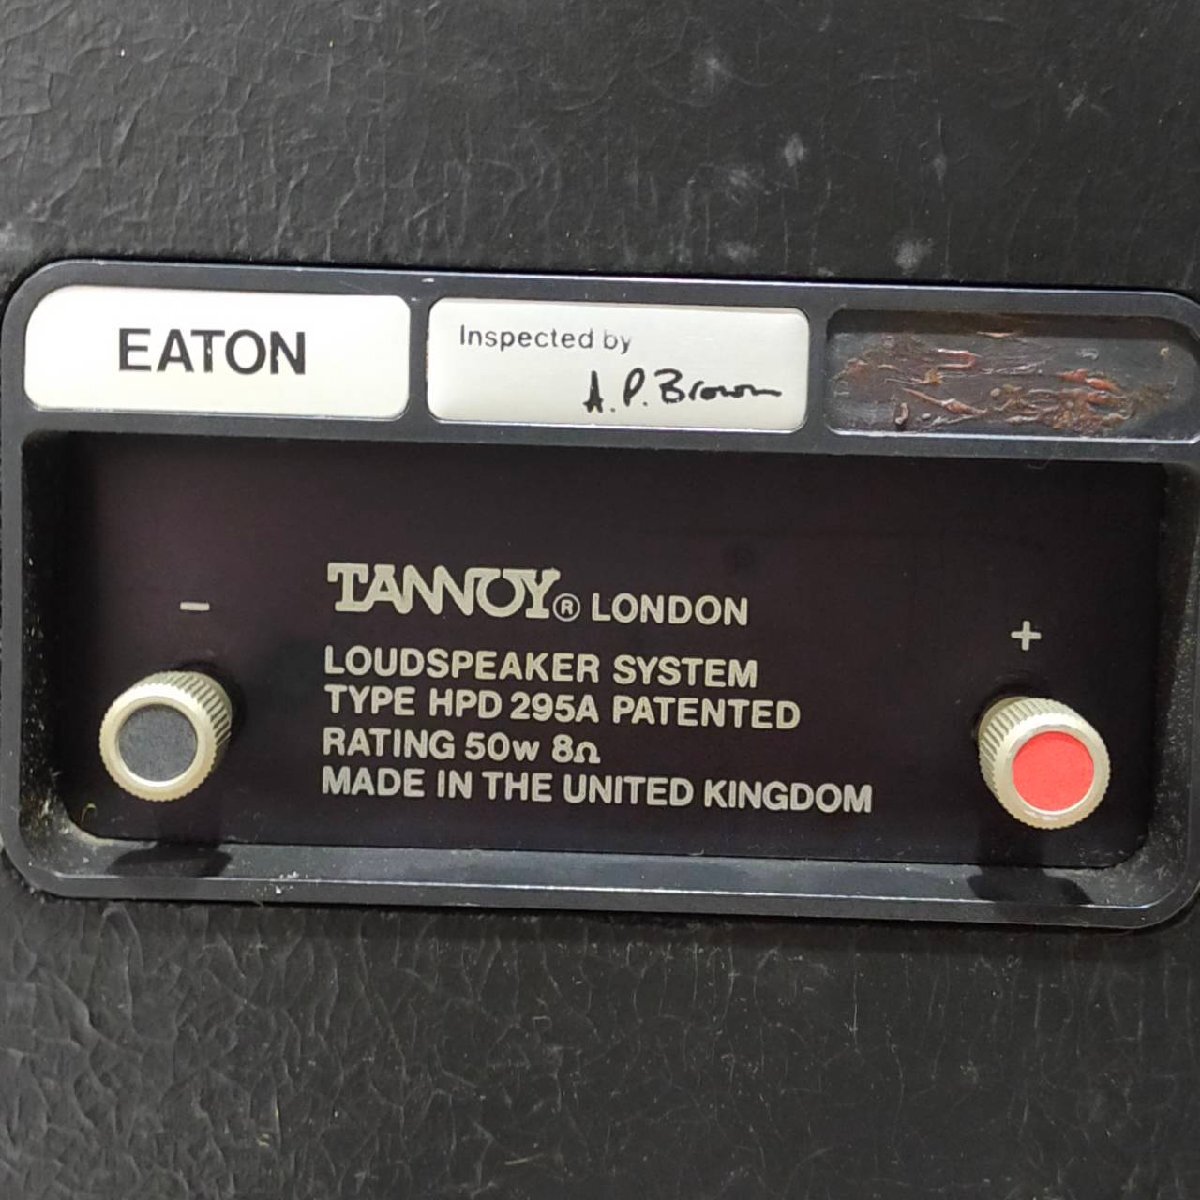 EATON
Inspected by
A.P. Brown
TANNOY® LONDON
− +
LOUDSPEAKER SYSTEM
TYPE HPD 295A PATENTED
RATING 50w 8Ω
MADE IN THE UNITED KINGDOM